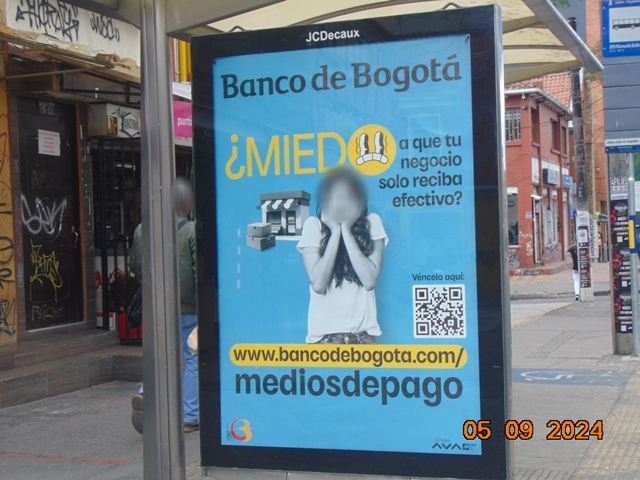 JCDecaux
Banco de Bogotá
¿MIEDO
a que tu
negocio
solo reciba
efectivo?
Véncelo aquí:
www.bancodebogota.com/
mediosdepago
AVAL
05 09 2024